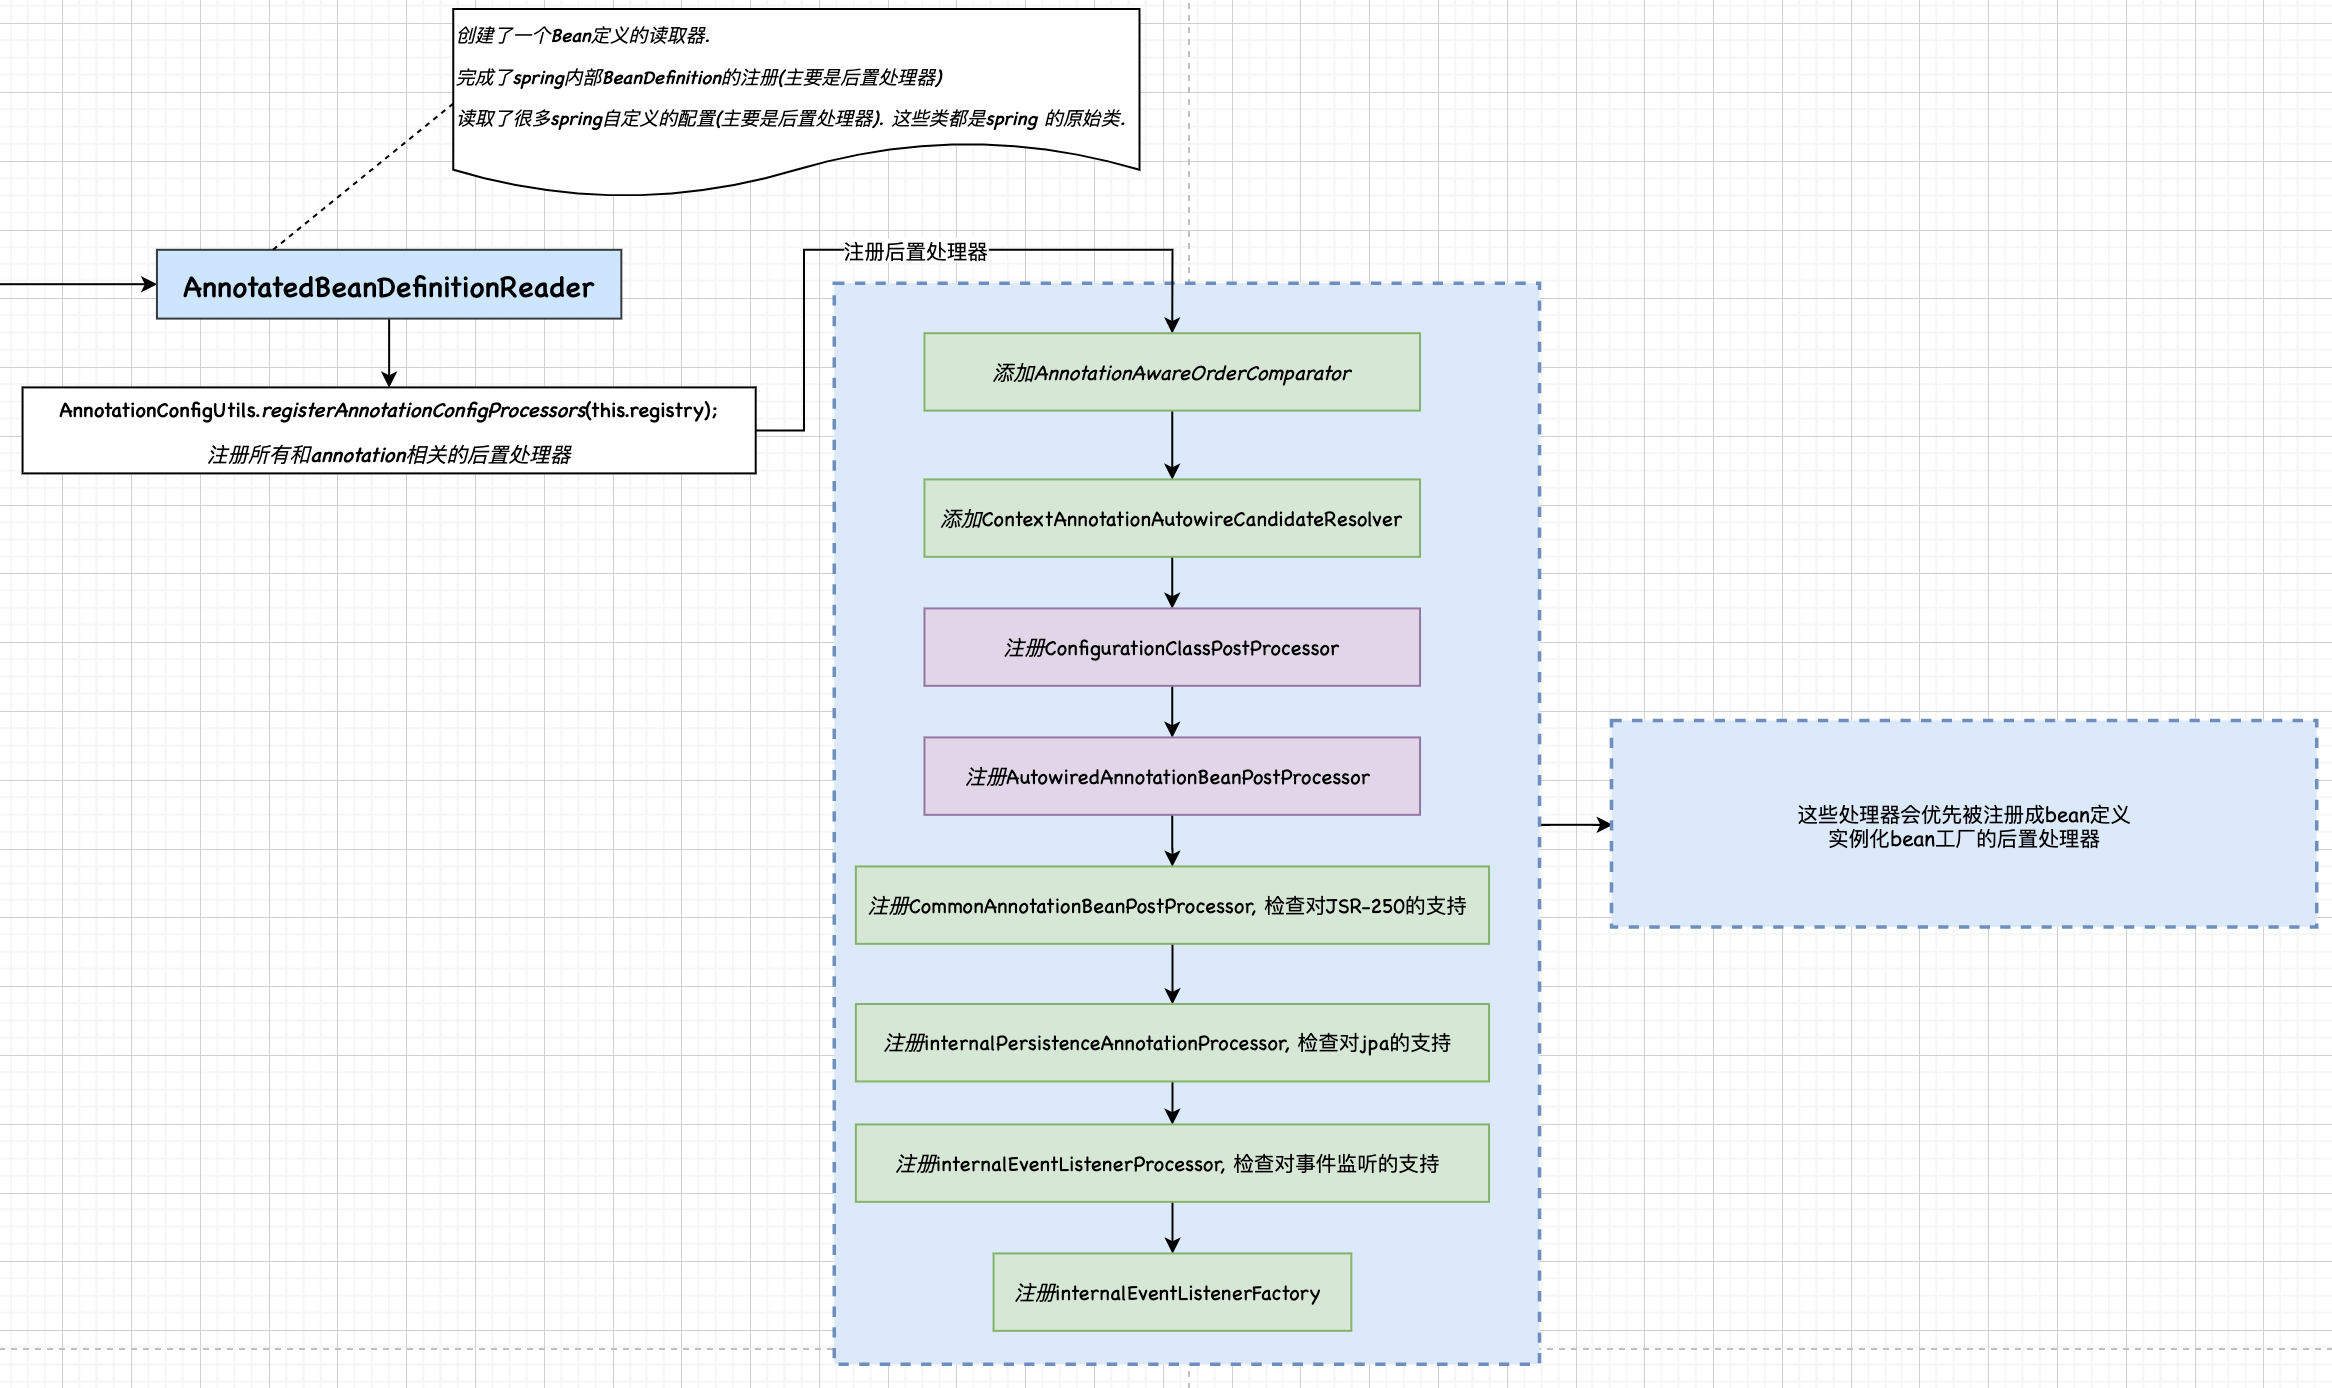 创建了一个Bean定义的读取器.
完成了spring内部BeanDefinition的注册(主要是后置处理器)
读取了很多spring自定义的配置(主要是后置处理器). 这些类都是spring 的原始类.
AnnotatedBeanDefinitionReader
AnnotationConfigUtils.registerAnnotationConfigProcessors(this.registry);
注册所有和annotation相关的后置处理器
注册后置处理器
添加AnnotationAwareOrderComparator
添加ContextAnnotationAutowireCandidateResolver
注册ConfigurationClassPostProcessor
注册AutowiredAnnotationBeanPostProcessor
注册CommonAnnotationBeanPostProcessor, 检查对JSR-250的支持
注册internalPersistenceAnnotationProcessor, 检查对jpa的支持
注册internalEventListenerProcessor, 检查对事件监听的支持
注册internalEventListenerFactory
这些处理器会优先被注册成bean定义
实例化bean工厂的后置处理器